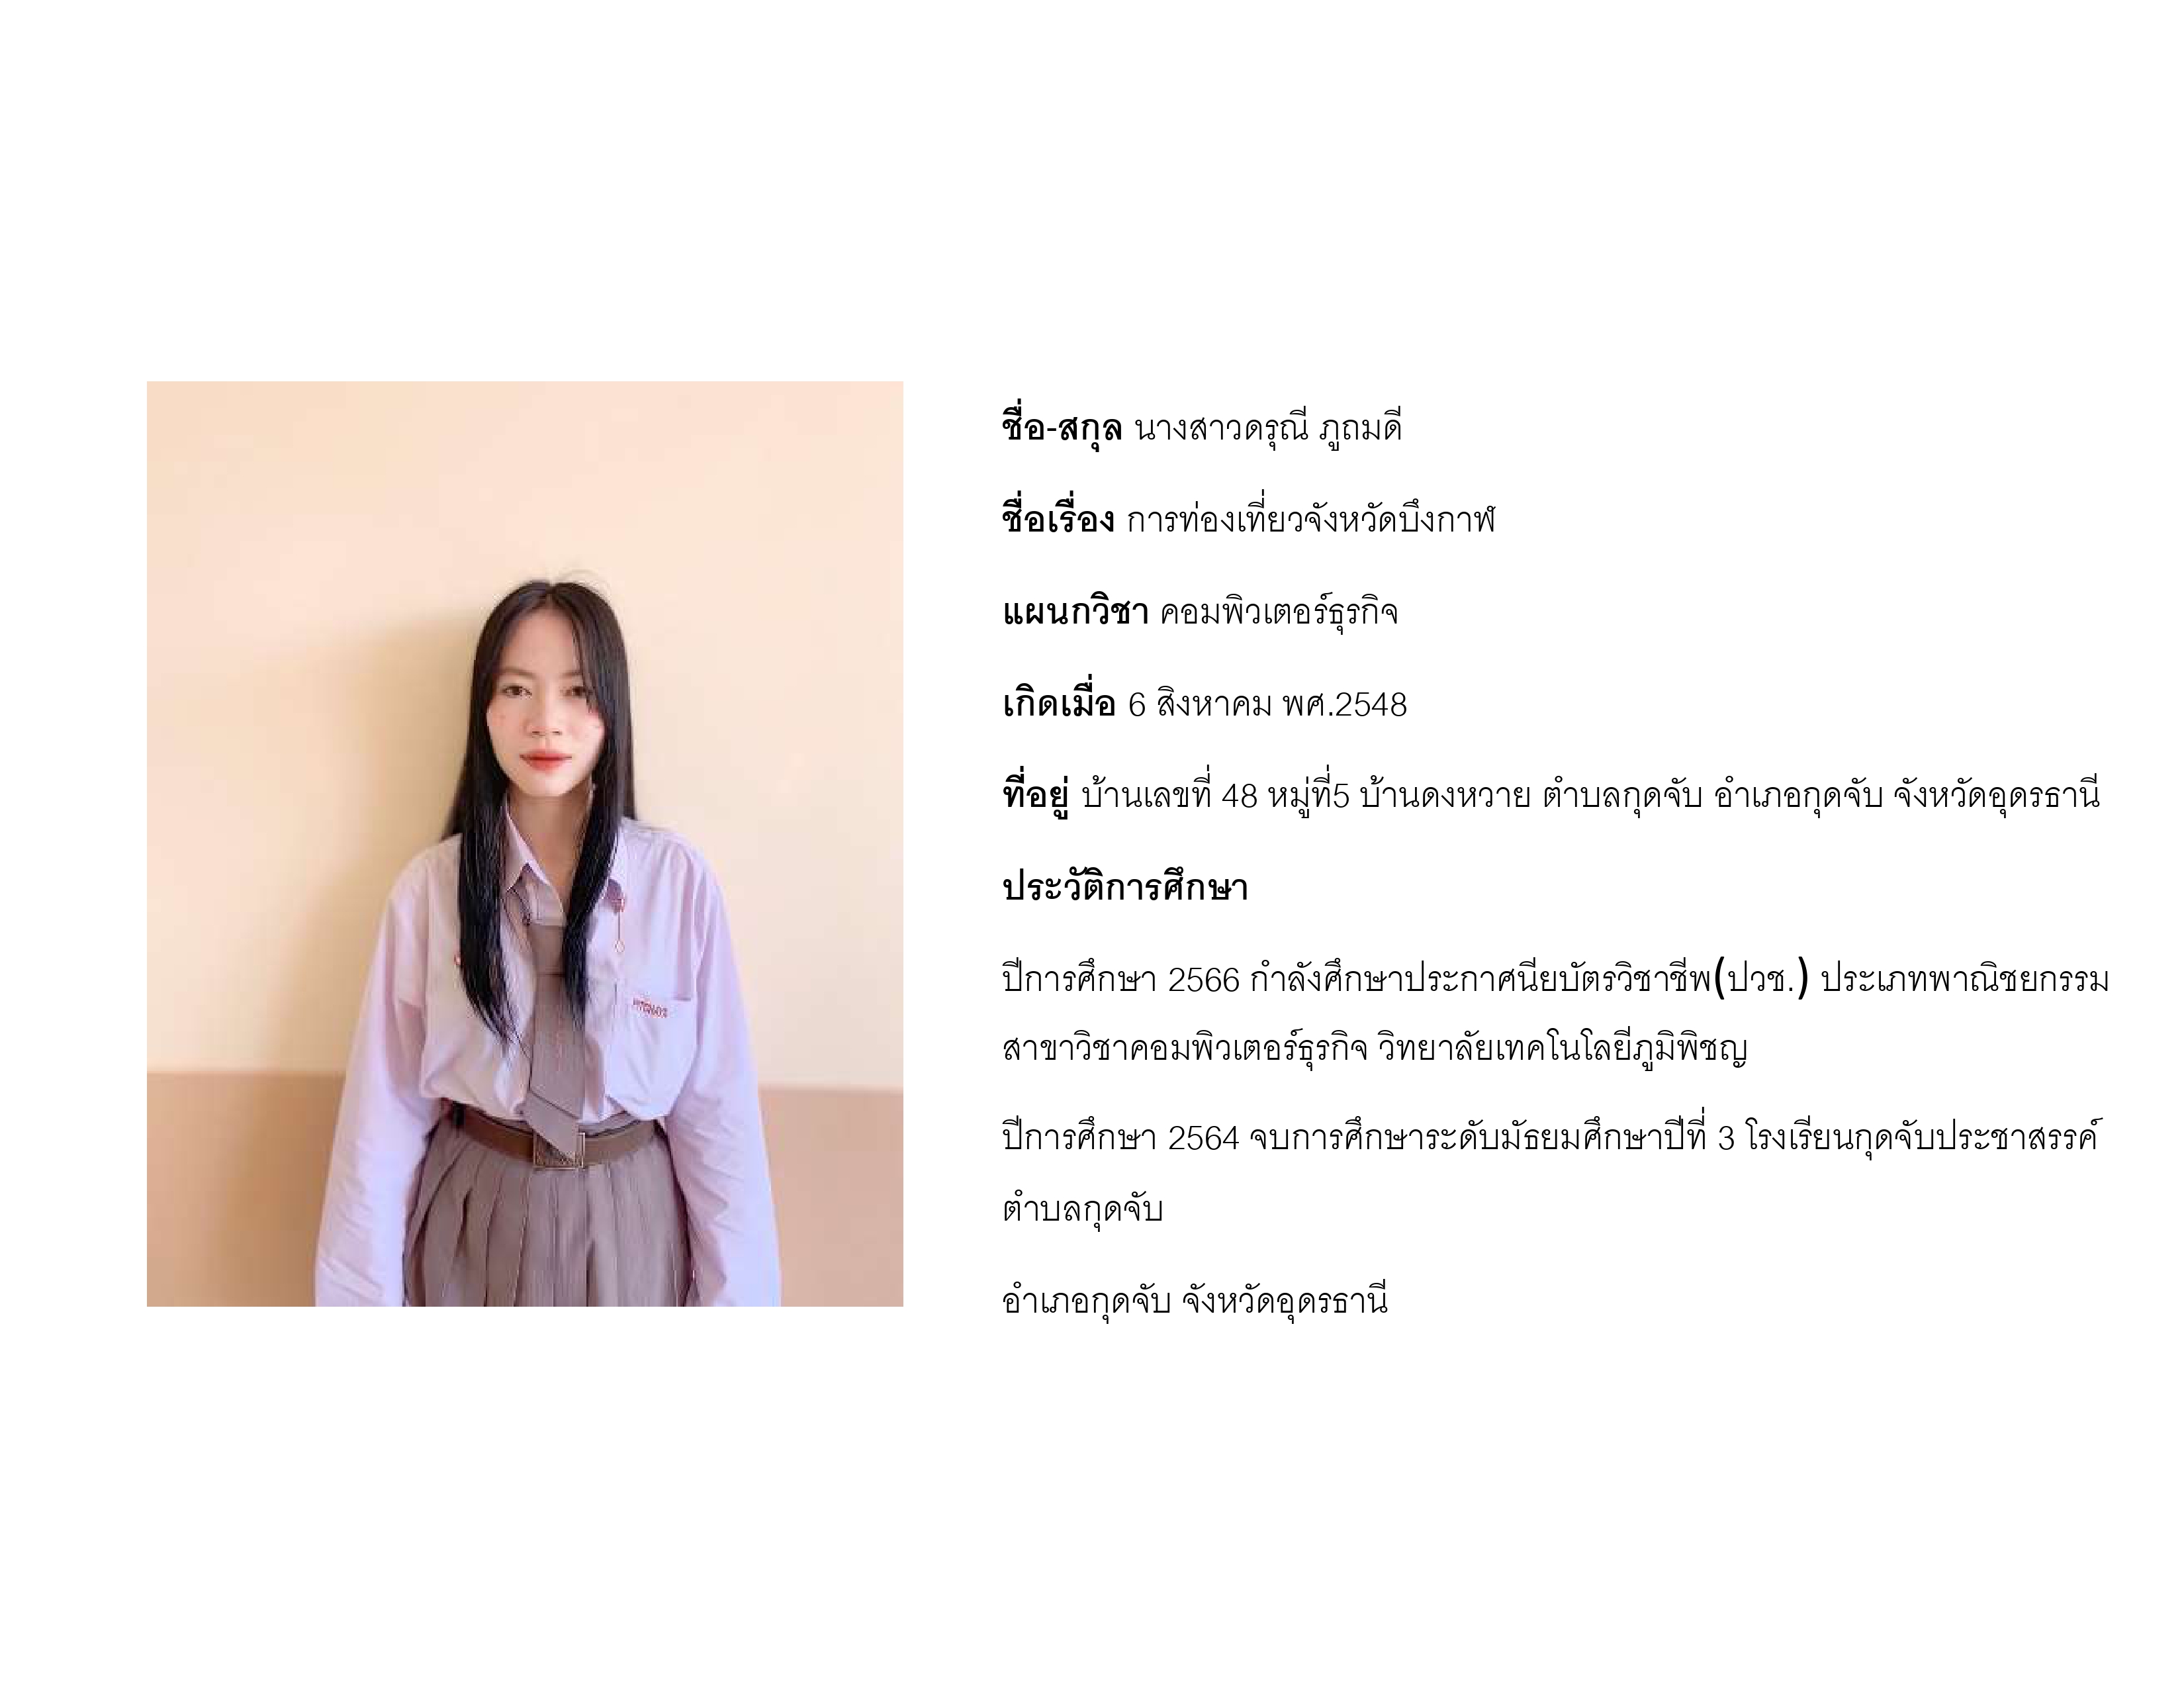 ชื่อ-สกุล นางสาวดรุณี ภูถมดี
ชื่อเรื่อง การท่องเที่ยวจังหวัดบึงกาฬ
แผนกวิชา คอมพิวเตอร์ธุรกิจ
เกิดเมื่อ 6 สิงหาคม พศ.2548
ที่อยู่ บ้านเลขที่ 48 หมู่ที่5 บ้านดงหวาย ตำบลกุดจับ อำเภอกุดจับ จังหวัดอุดรธานี
ประวัติการศึกษา
ปีการศึกษา 2566 กำลังศึกษาประกาศนียบัตรวิชาชีพ(ปวช.) ประเภทพาณิชยกรรม
สาขาวิชาคอมพิวเตอร์ธุรกิจ วิทยาลัยเทคโนโลยีภูมิพิชญ
ปีการศึกษา 2564 จบการศึกษาระดับมัธยมศึกษาปีที่ 3 โรงเรียนกุดจับประชาสรรค์
ตำบลกุดจับ
อำเภอกุดจับ จังหวัดอุดรธานี